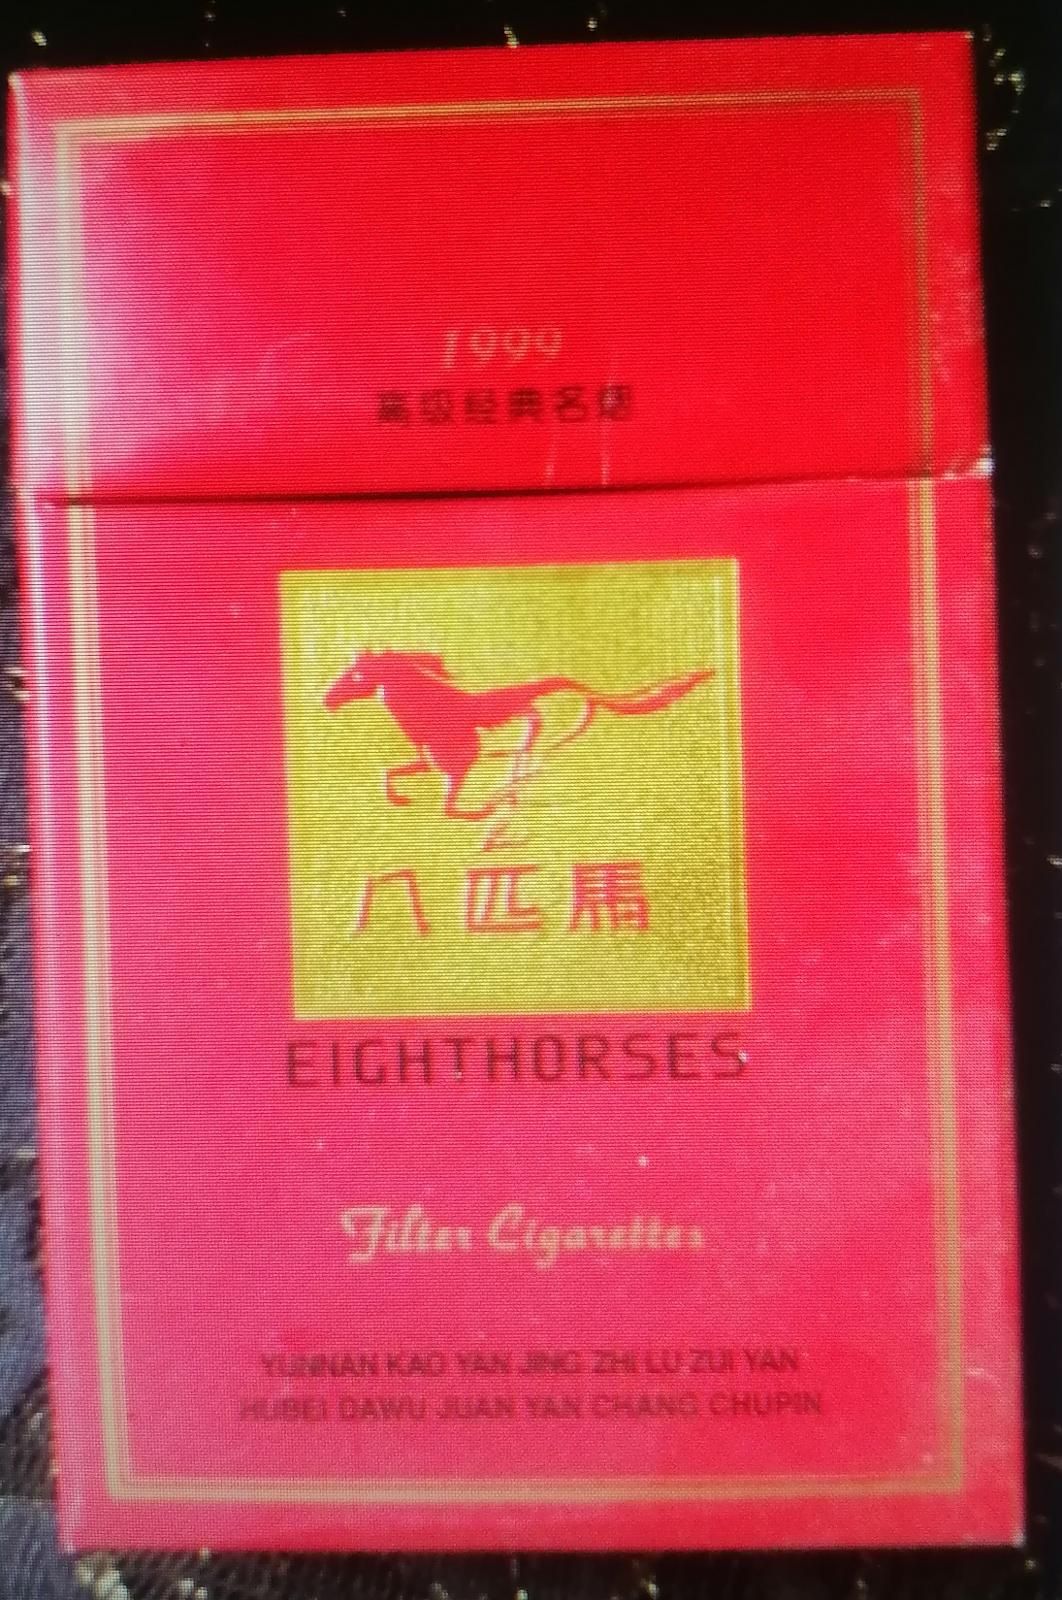 1999
高级经典名烟
八匹馬
EIGHTHORSES
Filter Cigarettes
YUNNAN KAO YAN JING ZHI LU ZUI YAN
HUBEI DAWU JUAN YAN CHANG CHUPIN